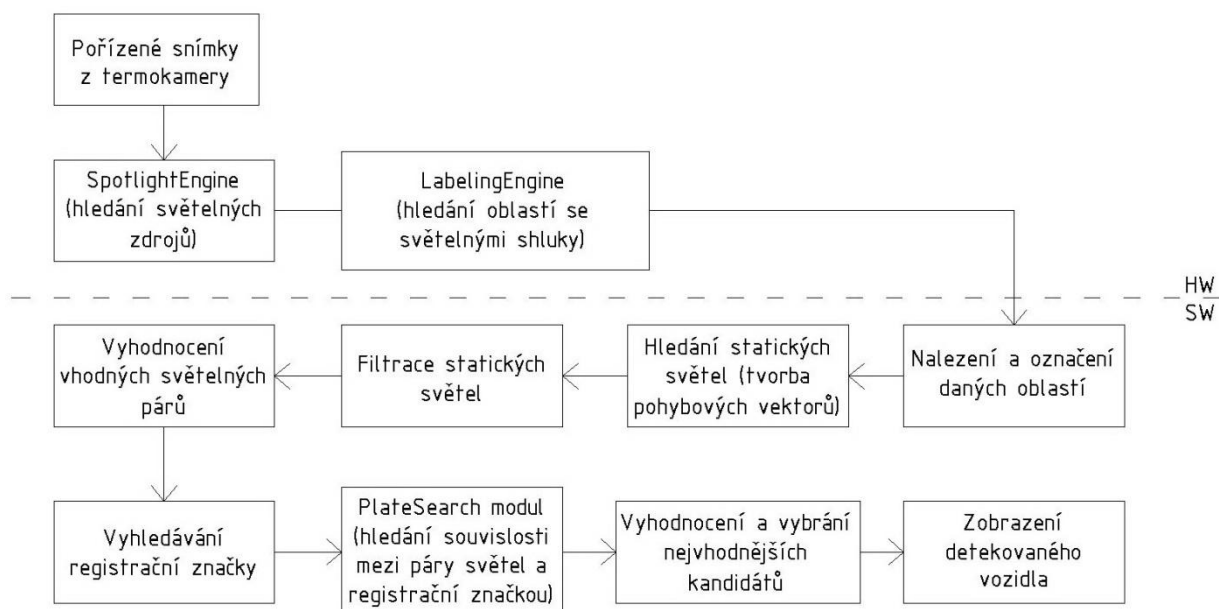 Pořízené snímky
z termokamery
SpotlightEngine
(hledání světelných
zdrojů)
LabelingEngine
(hledání oblastí se
světelnými shluky)
HW
SW
Vyhodnocení
vhodných světelných
párů
Filtrace statických
světel
Hledání statických
světel (tvorba
pohybových vektorů)
Nalezení a označení
daných oblastí
Vyhledávání
registrační značky
PlateSearch modul
(hledání souvislosti
mezi páry světel a
registrační značkou)
Vyhodnocení a vybrání
nejvhodnějších
kandidátů
Zobrazení
detekovaného
vozidla